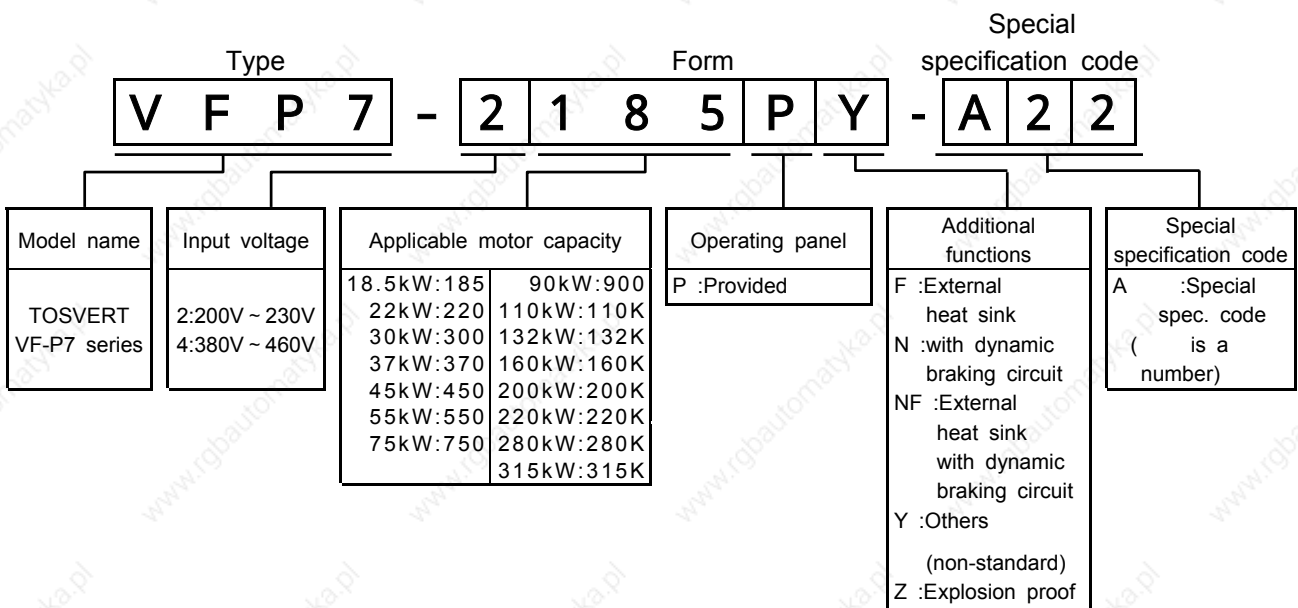 Special
Type Form specification code
V F P 7 - 2 1 8 5 P Y - A 2 2
Model name
TOSVERT
VF-P7 series
Input voltage
2:200V ~ 230V
4:380V ~ 460V
Applicable motor capacity
18.5kW:185
22kW:220
30kW:300
37kW:370
45kW:450
55kW:550
75kW:750
90kW:900
110kW:110K
132kW:132K
160kW:160K
200kW:200K
220kW:220K
280kW:280K
315kW:315K
Operating panel
P :Provided
Additional
functions
F :External
heat sink
N :with dynamic
braking circuit
NF :External
heat sink
with dynamic
braking circuit
Y :Others
(non-standard)
Z :Explosion proof
Special
specification code
A :Special
spec. code
( is a
number)
www.rgbautomatyka.pl